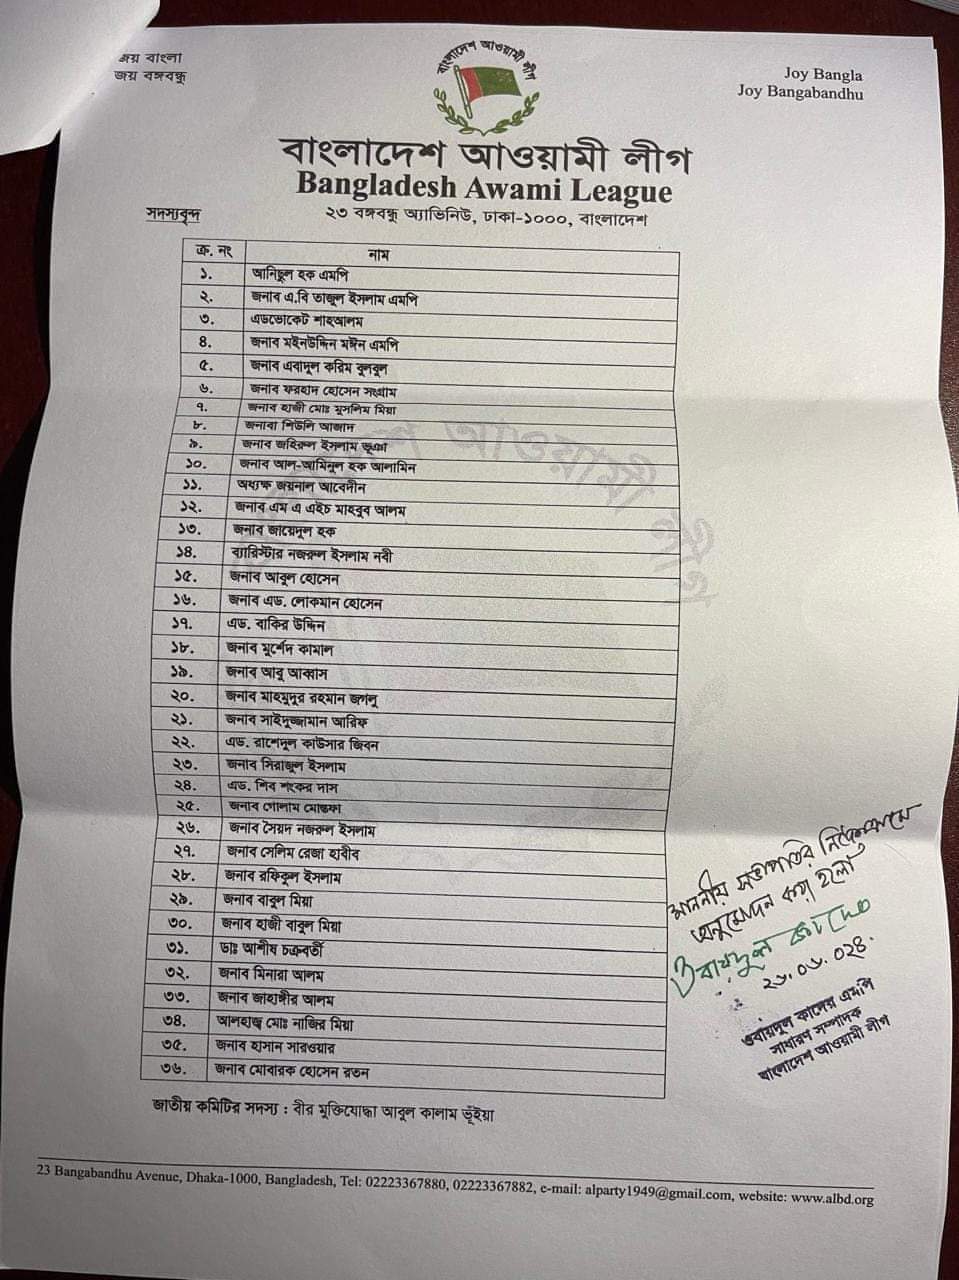 জয় বাংলা
জয় বঙ্গবন্ধু
বাংলাদেশ আওয়ামী লীগ
Joy Bangla
Joy Bangabandhu
বাংলাদেশ আওয়ামী লীগ
Bangladesh Awami League
২৩ বঙ্গবন্ধু অ্যাভিনিউ, ঢাকা-১০০০, বাংলাদেশ
সদস্যবৃন্দ
ক্র. নং নাম
১. আনিছুল হক এমপি
২. জনাব এ.বি তাজুল ইসলাম এমপি
৩. এডভোকেট শাহআলম
৪. জনাব মইনউদ্দিন মঈন এমপি
৫. জনাব এবাদুল করিম বুলবুল
৬. জনাব ফরহাদ হোসেন সংগ্রাম
৭. জনাব হাজী মোঃ মুসলিম মিয়া
৮. জনাবা শিউলি আজাদ
৯. জনাব জহিরুল ইসলাম ভূঞা
১০. জনাব আল-আমিনুল হক আলামিন
১১. অধ্যক্ষ জয়নাল আবেদীন
১২. জনাব এম এ এইচ মাহবুব আলম
১৩. জনাব জায়েদুল হক
১৪. ব্যারিস্টার নজরুল ইসলাম নবী
১৫. জনাব আবুল হোসেন
১৬. জনাব এড. লোকমান হোসেন
১৭. এড. বাকির উদ্দিন
১৮. জনাব মুর্শেদ কামাল
১৯. জনাব আবু আব্বাস
২০. জনাব মাহমুদুর রহমান জগলু
২১. জনাব সাইদুজ্জামান আরিফ
২২. এড. রাশেদুল কাউসার জিবন
২৩. জনাব সিরাজুল ইসলাম
২৪. এড. শিব শংকর দাস
২৫. জনাব গোলাম মোস্তফা
২৬. জনাব সৈয়দ নজরুল ইসলাম
২৭. জনাব সেলিম রেজা হাবীব
২৮. জনাব রফিকুল ইসলাম
২৯. জনাব বাবুল মিয়া
৩০. জনাব হাজী বাবুল মিয়া
৩১. ডাঃ আশীষ চক্রবর্তী
৩২. জনাব মিনারা আলম
৩৩. জনাব জাহাঙ্গীর আলম
৩৪. আলহাজ্ব মোঃ নাজির মিয়া
৩৫. জনাব হাসান সারওয়ার
৩৬. জনাব মোবারক হোসেন রতন
বাংলাদেশ আওয়ামী লীগ
মাননীয় সভাপতির নির্দেশক্রমে
অনুমোদন করা হলো
ওবায়দুল কাদের
২৬.০৬.০২৪.
ওবায়দুল কাদের এমপি
সাধারণ সম্পাদক
বাংলাদেশ আওয়ামী লীগ
জাতীয় কমিটির সদস্য : বীর মুক্তিযোদ্ধা আবুল কালাম ভূঁইয়া
23 Bangabandhu Avenue, Dhaka-1000, Bangladesh, Tel: 02223367880, 02223367882, e-mail: alparty1949@gmail.com, website: www.albd.org